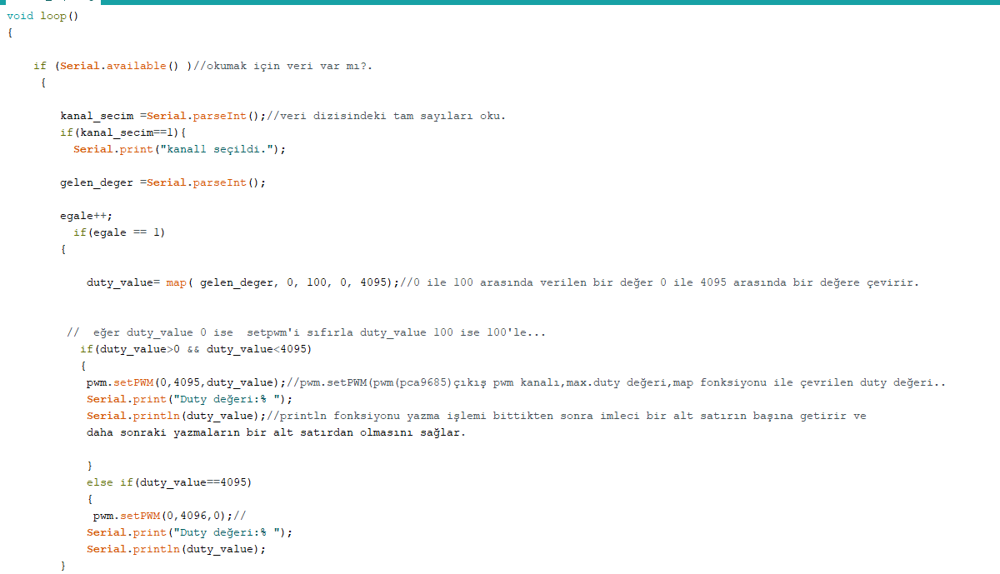 void loop()
{
if (Serial.available() )//okumak için veri var mı?.
{
kanal_secim =Serial.parseInt();//veri dizisindeki tam sayıları oku.
if(kanal_secim==1){
Serial.print("kanal1 seçildi.");
gelen_deger =Serial.parseInt();
egale++;
if(egale == 1)
{
duty_value= map( gelen_deger, 0, 100, 0, 4095);//0 ile 100 arasında verilen bir değer 0 ile 4095 arasında bir değere çevirir.
// eğer duty_value 0 ise  setpwm'i sıfırla duty_value 100 ise 100'le...
if(duty_value>0 && duty_value<4095)
{
pwm.setPWM(0,4095,duty_value);//pwm.setPWM(pwm(pca9685)çıkış pwm kanalı,max.duty değeri,map fonksiyonu ile çevrilen duty değeri..
Serial.print("Duty değeri:% ");
Serial.println(duty_value);//println fonksiyonu yazma işlemi bittikten sonra imleci bir alt satırın başına getirir ve
daha sonraki yazmaların bir alt satırdan olmasını sağlar.
}
else if(duty_value==4095)
{
pwm.setPWM(0,4096,0);//
Serial.print("Duty değeri:% ");
Serial.println(duty_value);
}